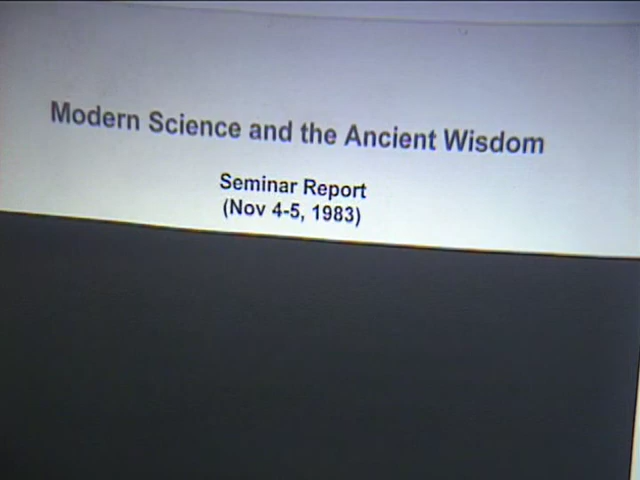 Modern Science and the Ancient Wisdom
Seminar Report
(Nov 4-5, 1983)